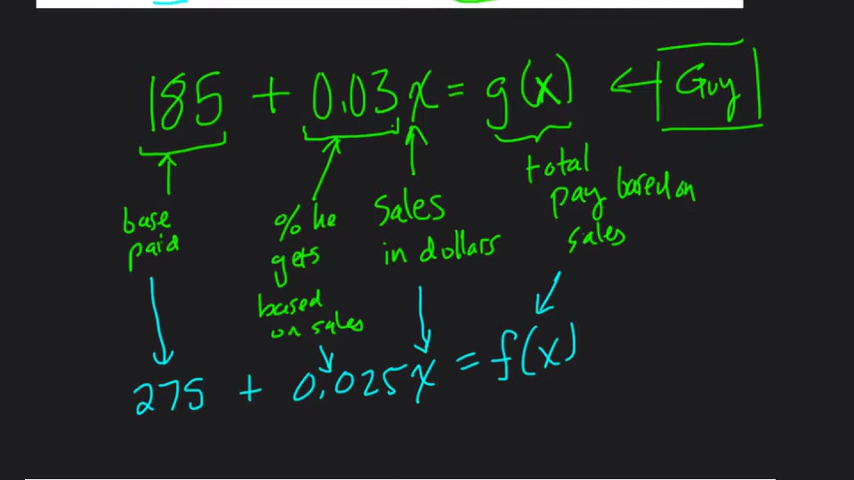 185 + 0.03x = g(x) ← Guy
base
paid
% he
gets
based
on sales
sales
in dollars
total
pay based on
sales
275 + 0.025x = f(x)